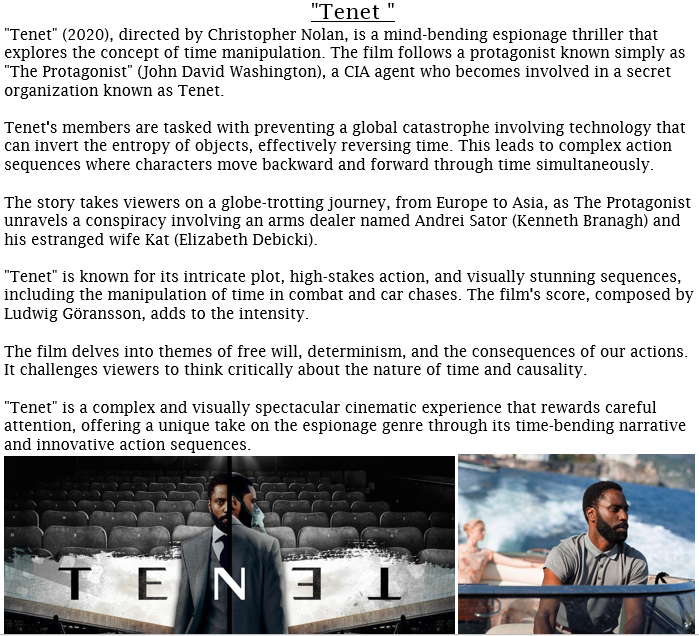 "Tenet "
"Tenet" (2020), directed by Christopher Nolan, is a mind-bending espionage thriller that
explores the concept of time manipulation. The film follows a protagonist known simply as
"The Protagonist" (John David Washington), a CIA agent who becomes involved in a secret
organization known as Tenet.
Tenet's members are tasked with preventing a global catastrophe involving technology that
can invert the entropy of objects, effectively reversing time. This leads to complex action
sequences where characters move backward and forward through time simultaneously.
The story takes viewers on a globe-trotting journey, from Europe to Asia, as The Protagonist
unravels a conspiracy involving an arms dealer named Andrei Sator (Kenneth Branagh) and
his estranged wife Kat (Elizabeth Debicki).
"Tenet" is known for its intricate plot, high-stakes action, and visually stunning sequences,
including the manipulation of time in combat and car chases. The film's score, composed by
Ludwig Göransson, adds to the intensity.
The film delves into themes of free will, determinism, and the consequences of our actions.
It challenges viewers to think critically about the nature of time and causality.
"Tenet" is a complex and visually spectacular cinematic experience that rewards careful
attention, offering a unique take on the espionage genre through its time-bending narrative
and innovative action sequences.
TENET